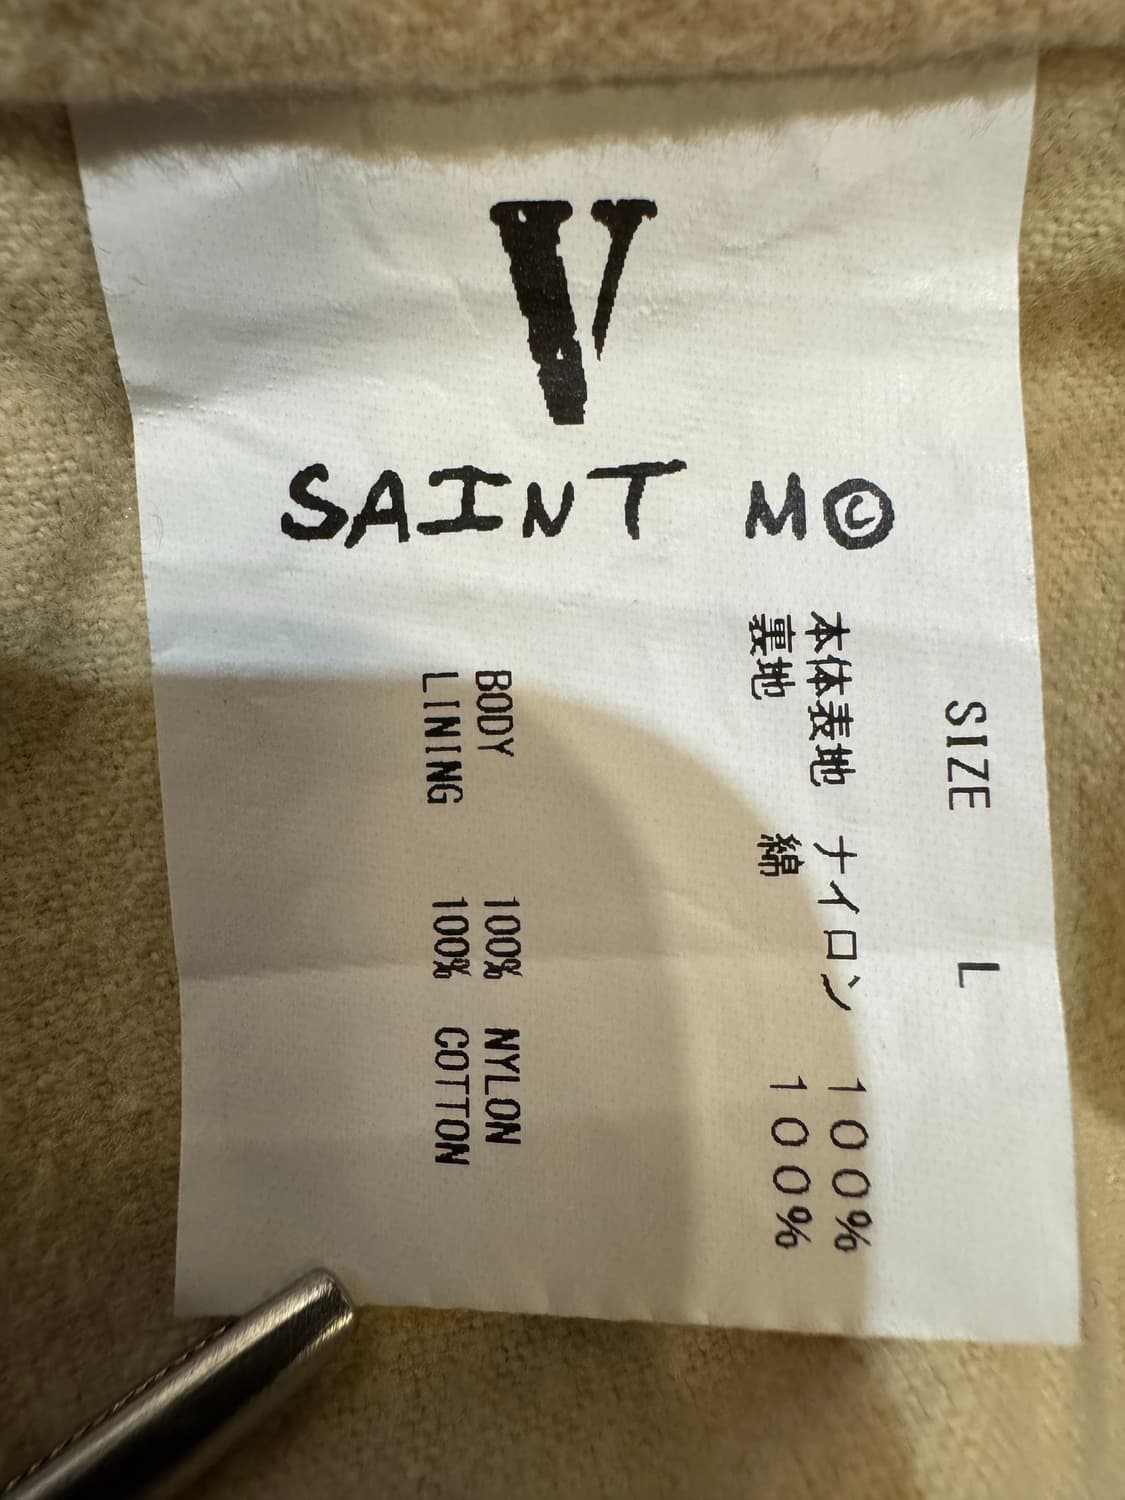 V
SAINT M©
SIZE L
本体表地 ナイロン 100%
裏地 綿 100%
BODY 100% NYLON
LINING 100% COTTON